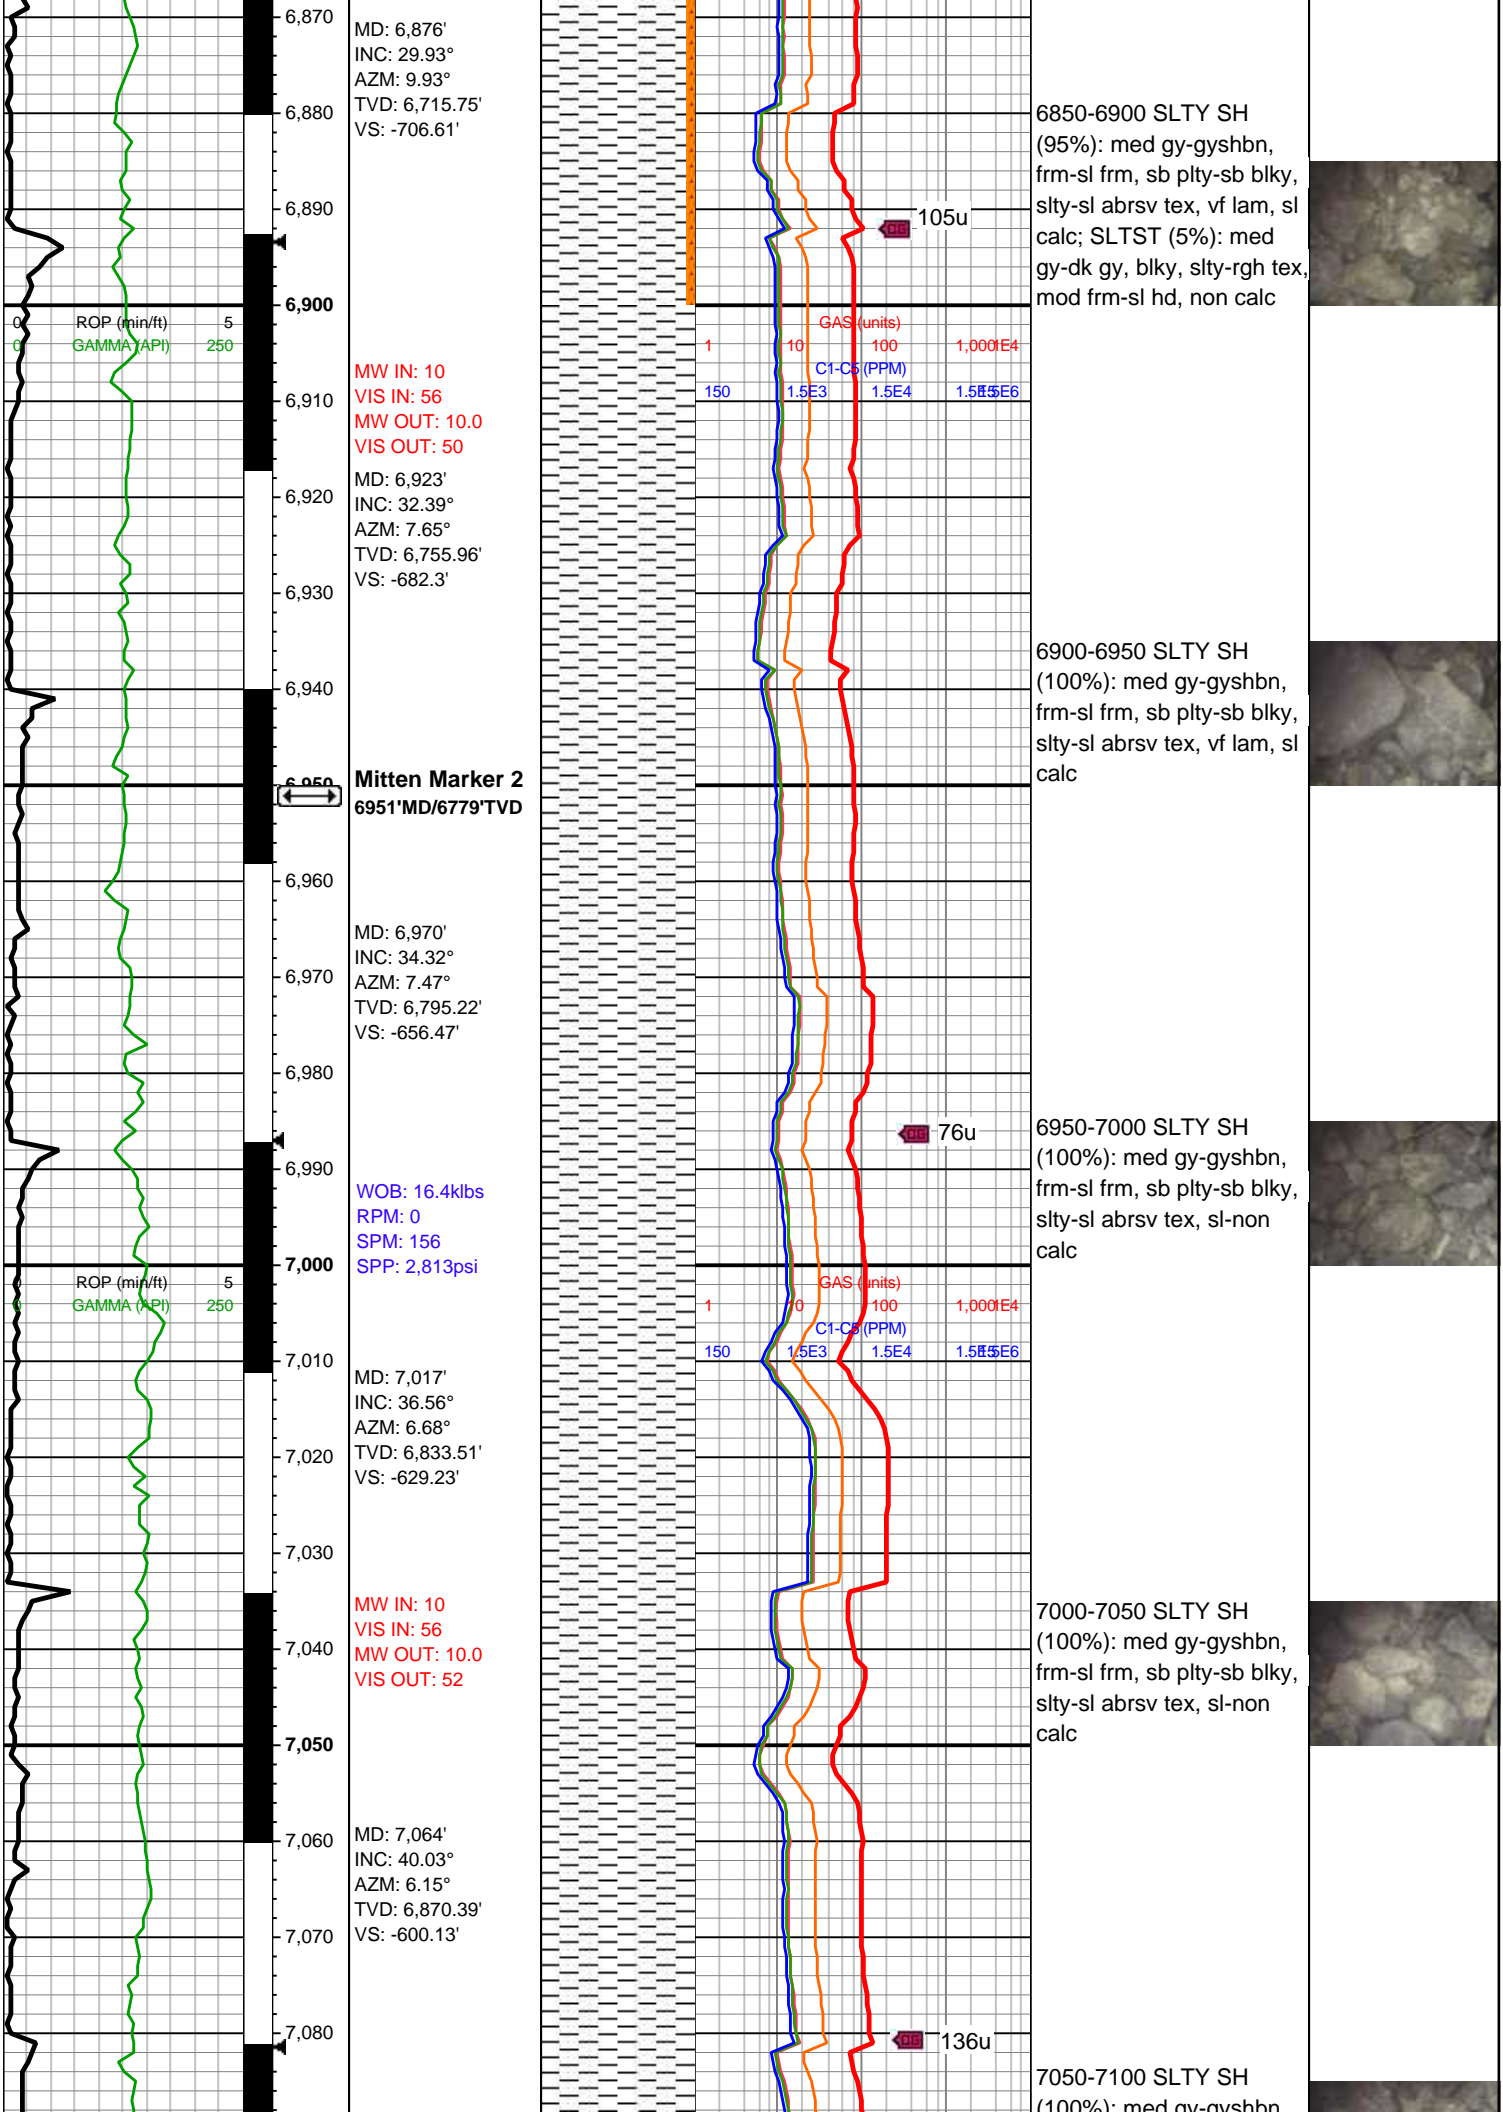 6,870
MD: 6,876'
INC: 29.93°
AZM: 9.93°
TVD: 6,715.75'
VS: -706.61'
6,880
6850-6900 SLTY SH
(95%): med gy-gyshbn,
frm-sl frm, sb plty-sb blky,
slty-sl abrsv tex, vf lam, sl
calc; SLTST (5%): med
gy-dk gy, blky, slty-rgh tex,
mod frm-sl hd, non calc
6,890
CG 105u
6,900
0 ROP (min/ft) 5
0 GAMMA (API) 250
GAS (units)
1 10 100 1,000 1E4
C1-C5 (PPM)
150 1.5E3 1.5E4 1.5E5 1.5E6
MW IN: 10
VIS IN: 56
MW OUT: 10.0
VIS OUT: 50
6,910
MD: 6,923'
INC: 32.39°
AZM: 7.65°
TVD: 6,755.96'
VS: -682.3'
6,920
6,930
6900-6950 SLTY SH
(100%): med gy-gyshbn,
frm-sl frm, sb plty-sb blky,
slty-sl abrsv tex, vf lam, sl
calc
6,940
6,950
Mitten Marker 2
6951'MD/6779'TVD
6,960
MD: 6,970'
INC: 34.32°
AZM: 7.47°
TVD: 6,795.22'
VS: -656.47'
6,970
6,980
CG 76u
6950-7000 SLTY SH
(100%): med gy-gyshbn,
frm-sl frm, sb plty-sb blky,
slty-sl abrsv tex, sl-non
calc
6,990
WOB: 16.4klbs
RPM: 0
SPM: 156
SPP: 2,813psi
7,000
0 ROP (min/ft) 5
0 GAMMA (API) 250
GAS (units)
1 10 100 1,000 1E4
C1-C5 (PPM)
150 1.5E3 1.5E4 1.5E5 1.5E6
7,010
MD: 7,017'
INC: 36.56°
AZM: 6.68°
TVD: 6,833.51'
VS: -629.23'
7,020
7,030
MW IN: 10
VIS IN: 56
MW OUT: 10.0
VIS OUT: 52
7000-7050 SLTY SH
(100%): med gy-gyshbn,
frm-sl frm, sb plty-sb blky,
slty-sl abrsv tex, sl-non
calc
7,040
7,050
7,060
MD: 7,064'
INC: 40.03°
AZM: 6.15°
TVD: 6,870.39'
VS: -600.13'
7,070
7,080
CG 136u
7050-7100 SLTY SH
(100%): med gy-gyshbn,